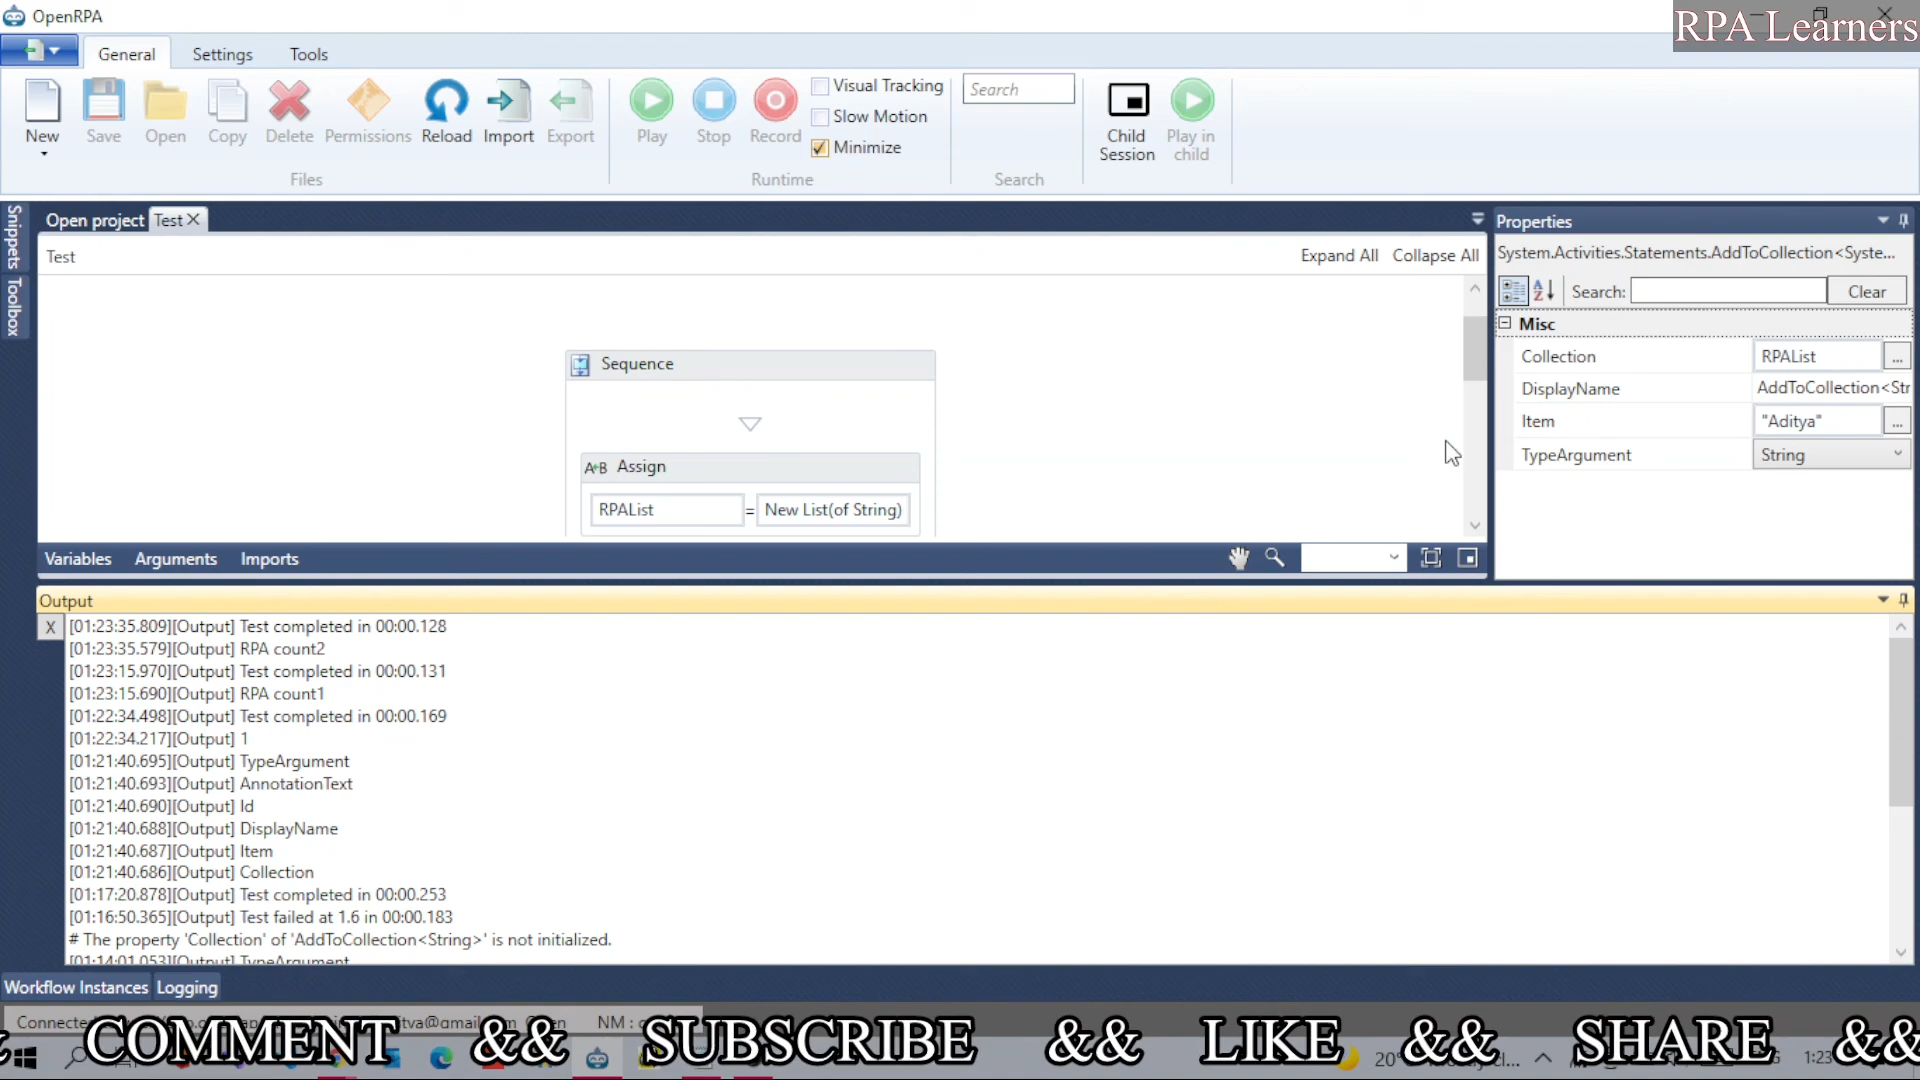 OpenRPA
RPA Learners
General Settings Tools
New Save Open Copy Delete Permissions Reload Import Export
Files
Play Stop Record
Visual Tracking
Slow Motion
Minimize
Runtime
Search
Search
Child Session
Play in child
Snippets
Toolbox
Open project Test
Test
Expand All Collapse All
Sequence
A+B Assign
RPAList = New List(of String)
Variables Arguments Imports
Properties
System.Activities.Statements.AddToCollection<Syste...
Search: Clear
Misc
Collection RPAList ...
DisplayName AddToCollection<Str
Item "Aditya" ...
TypeArgument String
Output
X
[01:23:35.809][Output] Test completed in 00:00.128
[01:23:35.579][Output] RPA count2
[01:23:15.970][Output] Test completed in 00:00.131
[01:23:15.690][Output] RPA count1
[01:22:34.498][Output] Test completed in 00:00.169
[01:22:34.217][Output] 1
[01:21:40.695][Output] TypeArgument
[01:21:40.693][Output] AnnotationText
[01:21:40.690][Output] Id
[01:21:40.688][Output] DisplayName
[01:21:40.687][Output] Item
[01:21:40.686][Output] Collection
[01:17:20.878][Output] Test completed in 00:00.253
[01:16:50.365][Output] Test failed at 1.6 in 00:00.183
# The property 'Collection' of 'AddToCollection<String>' is not initialized.
[01:14:01.053][Output] TypeArgument
Workflow Instances Logging
NM :
COMMENT && SUBSCRIBE && LIKE && SHARE &&
20°
1:23